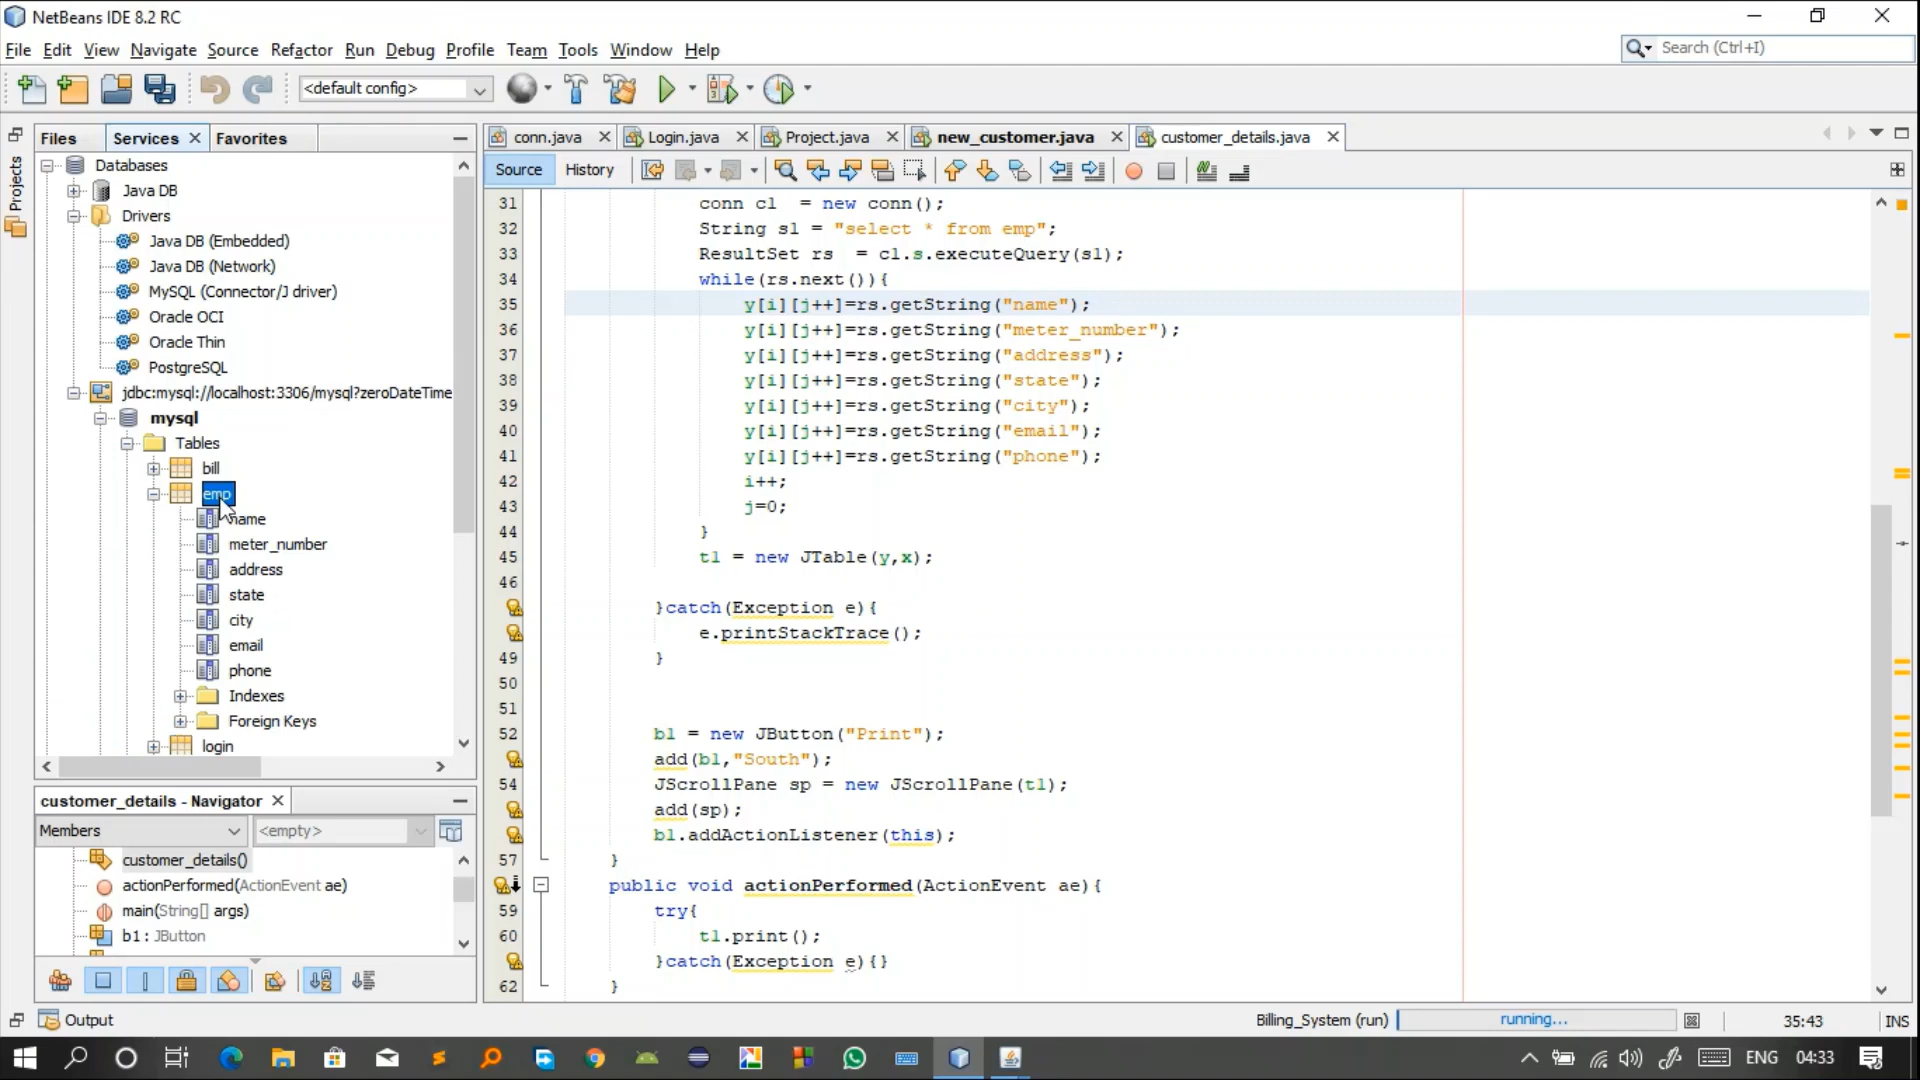 NetBeans IDE 8.2 RC
File Edit View Navigate Source Refactor Run Debug Profile Team Tools Window Help
Search (Ctrl+I)
<default config>
Files Services Favorites
Projects
Databases
Java DB
Drivers
Java DB (Embedded)
Java DB (Network)
MySQL (Connector/J driver)
Oracle OCI
Oracle Thin
PostgreSQL
jdbc:mysql://localhost:3306/mysql?zeroDateTime
mysql
Tables
bill
emp
name
meter_number
address
state
city
email
phone
Indexes
Foreign Keys
login
customer_details - Navigator
Members <empty>
customer_details()
actionPerformed(ActionEvent ae)
main(String[] args)
b1 : JButton
conn.java Login.java Project.java new_customer.java customer_details.java
Source History
31 conn c1  = new conn();
32 String s1 = "select * from emp";
33 ResultSet rs  = c1.s.executeQuery(s1);
34 while(rs.next()){
35 y[i][j++]=rs.getString("name");
36 y[i][j++]=rs.getString("meter_number");
37 y[i][j++]=rs.getString("address");
38 y[i][j++]=rs.getString("state");
39 y[i][j++]=rs.getString("city");
40 y[i][j++]=rs.getString("email");
41 y[i][j++]=rs.getString("phone");
42 i++;
43 j=0;
44 }
45 t1 = new JTable(y,x);
46
}catch(Exception e){
e.printStackTrace();
49 }
50
51
52 b1 = new JButton("Print");
add(b1,"South");
54 JScrollPane sp = new JScrollPane(t1);
add(sp);
b1.addActionListener(this);
57 }
public void actionPerformed(ActionEvent ae){
59 try{
60 t1.print();
}catch(Exception e){}
62 }
Output
Billing_System (run) running... 35:43 INS
ENG 04:33